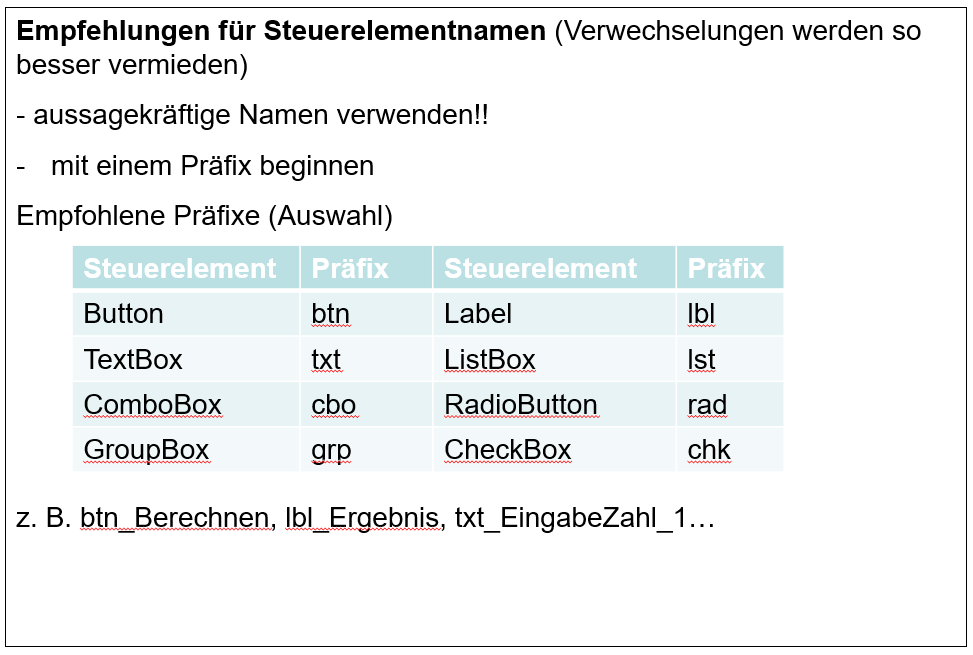 Empfehlungen für Steuerelementnamen (Verwechselungen werden so
besser vermieden)
- aussagekräftige Namen verwenden!!
- mit einem Präfix beginnen
Empfohlene Präfixe (Auswahl)
Steuerelement Präfix Steuerelement Präfix
Button btn Label lbl
TextBox txt ListBox lst
ComboBox cbo RadioButton rad
GroupBox grp CheckBox chk
z. B. btn_Berechnen, lbl_Ergebnis, txt_EingabeZahl_1…